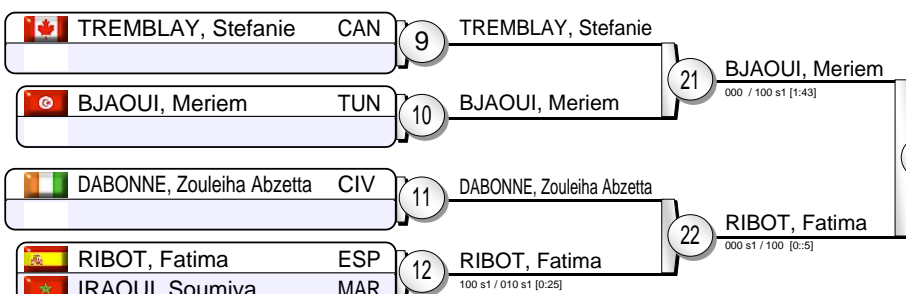 TREMBLAY, Stefanie CAN
9
TREMBLAY, Stefanie
21
BJAOUI, Meriem
000 / 100 s1 [1:43]
BJAOUI, Meriem TUN
10
BJAOUI, Meriem
DABONNE, Zouleiha Abzetta CIV
11
DABONNE, Zouleiha Abzetta
22
RIBOT, Fatima
000 s1 / 100 [0::5]
RIBOT, Fatima ESP
12
RIBOT, Fatima
100 s1 / 010 s1 [0:25]
IRAOUI, Soumiya MAR